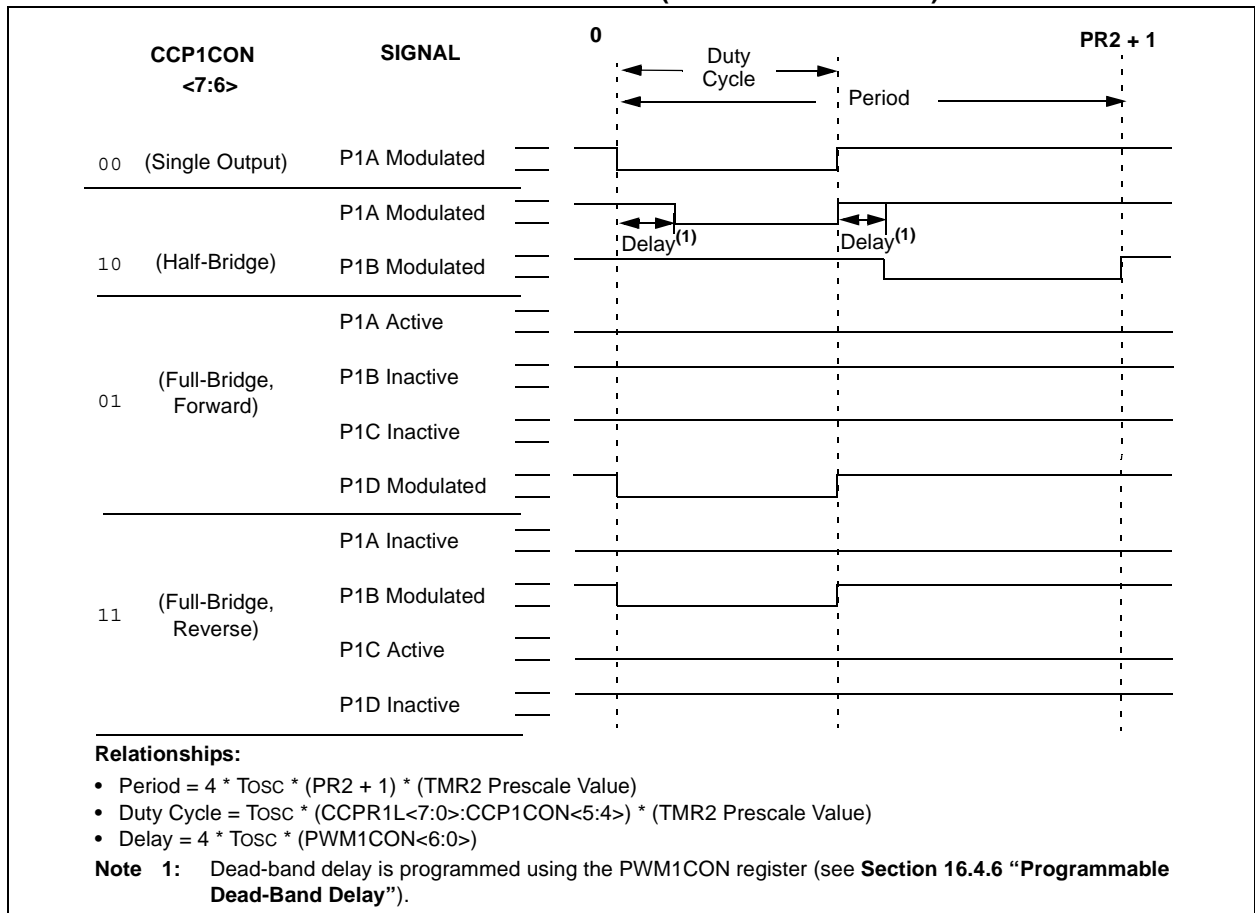 0
PR2 + 1
CCP1CON
<7:6>
SIGNAL
Duty
Cycle
Period
00 (Single Output) P1A Modulated
P1A Modulated
Delay(1) Delay(1)
10 (Half-Bridge) P1B Modulated
P1A Active
P1B Inactive
01 (Full-Bridge,
Forward)
P1C Inactive
P1D Modulated
P1A Inactive
P1B Modulated
11 (Full-Bridge,
Reverse)
P1C Active
P1D Inactive
Relationships:
• Period = 4 * TOSC * (PR2 + 1) * (TMR2 Prescale Value)
• Duty Cycle = TOSC * (CCPR1L<7:0>:CCP1CON<5:4>) * (TMR2 Prescale Value)
• Delay = 4 * TOSC * (PWM1CON<6:0>)
Note 1: Dead-band delay is programmed using the PWM1CON register (see Section 16.4.6 “Programmable
Dead-Band Delay”).